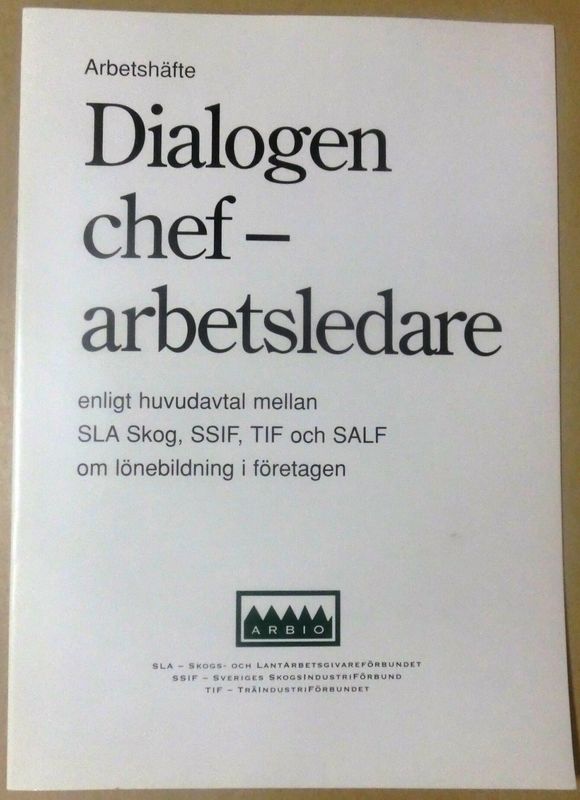 Arbetshäfte
Dialogen
chef –
arbetsledare
enligt huvudavtal mellan
SLA Skog, SSIF, TIF och SALF
om lönebildning i företagen
ARBIO
SLA – Skogs- och LantArbetsgivareförbundet
SSIF – Sveriges SkogsIndustriFörbund
TIF – TräIndustriFörbundet